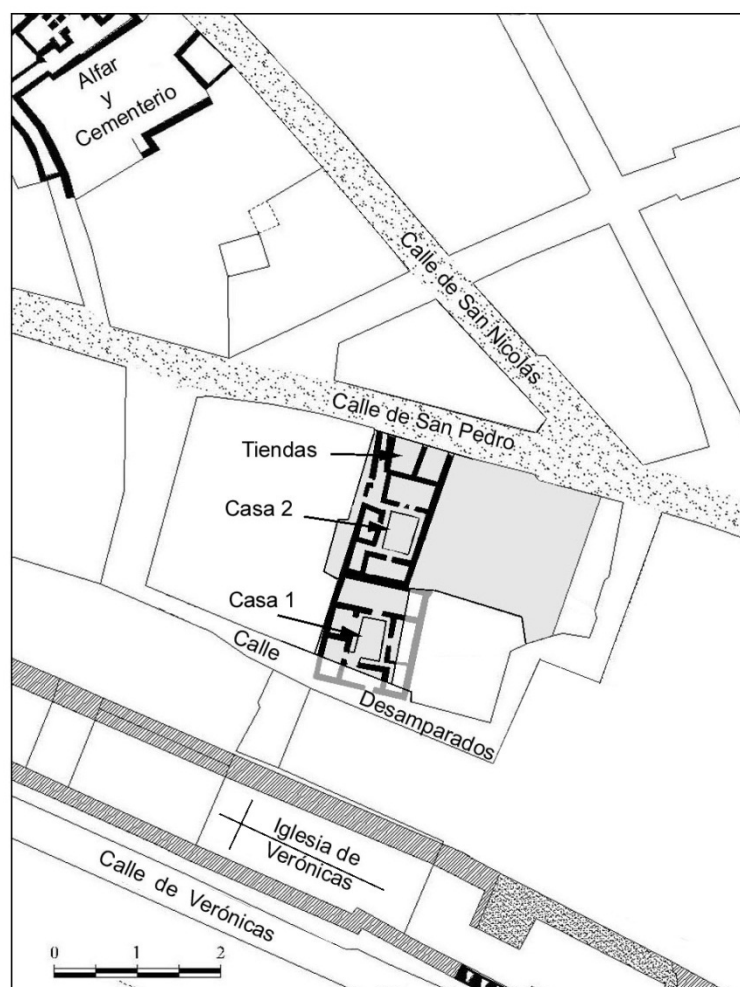 Alfar
y
Cementerio
Calle de San Nicolás
Calle de San Pedro
Tiendas
Casa 2
Casa 1
Calle
Desamparados
Iglesia de
Verónicas
Calle de Verónicas
0 1 2